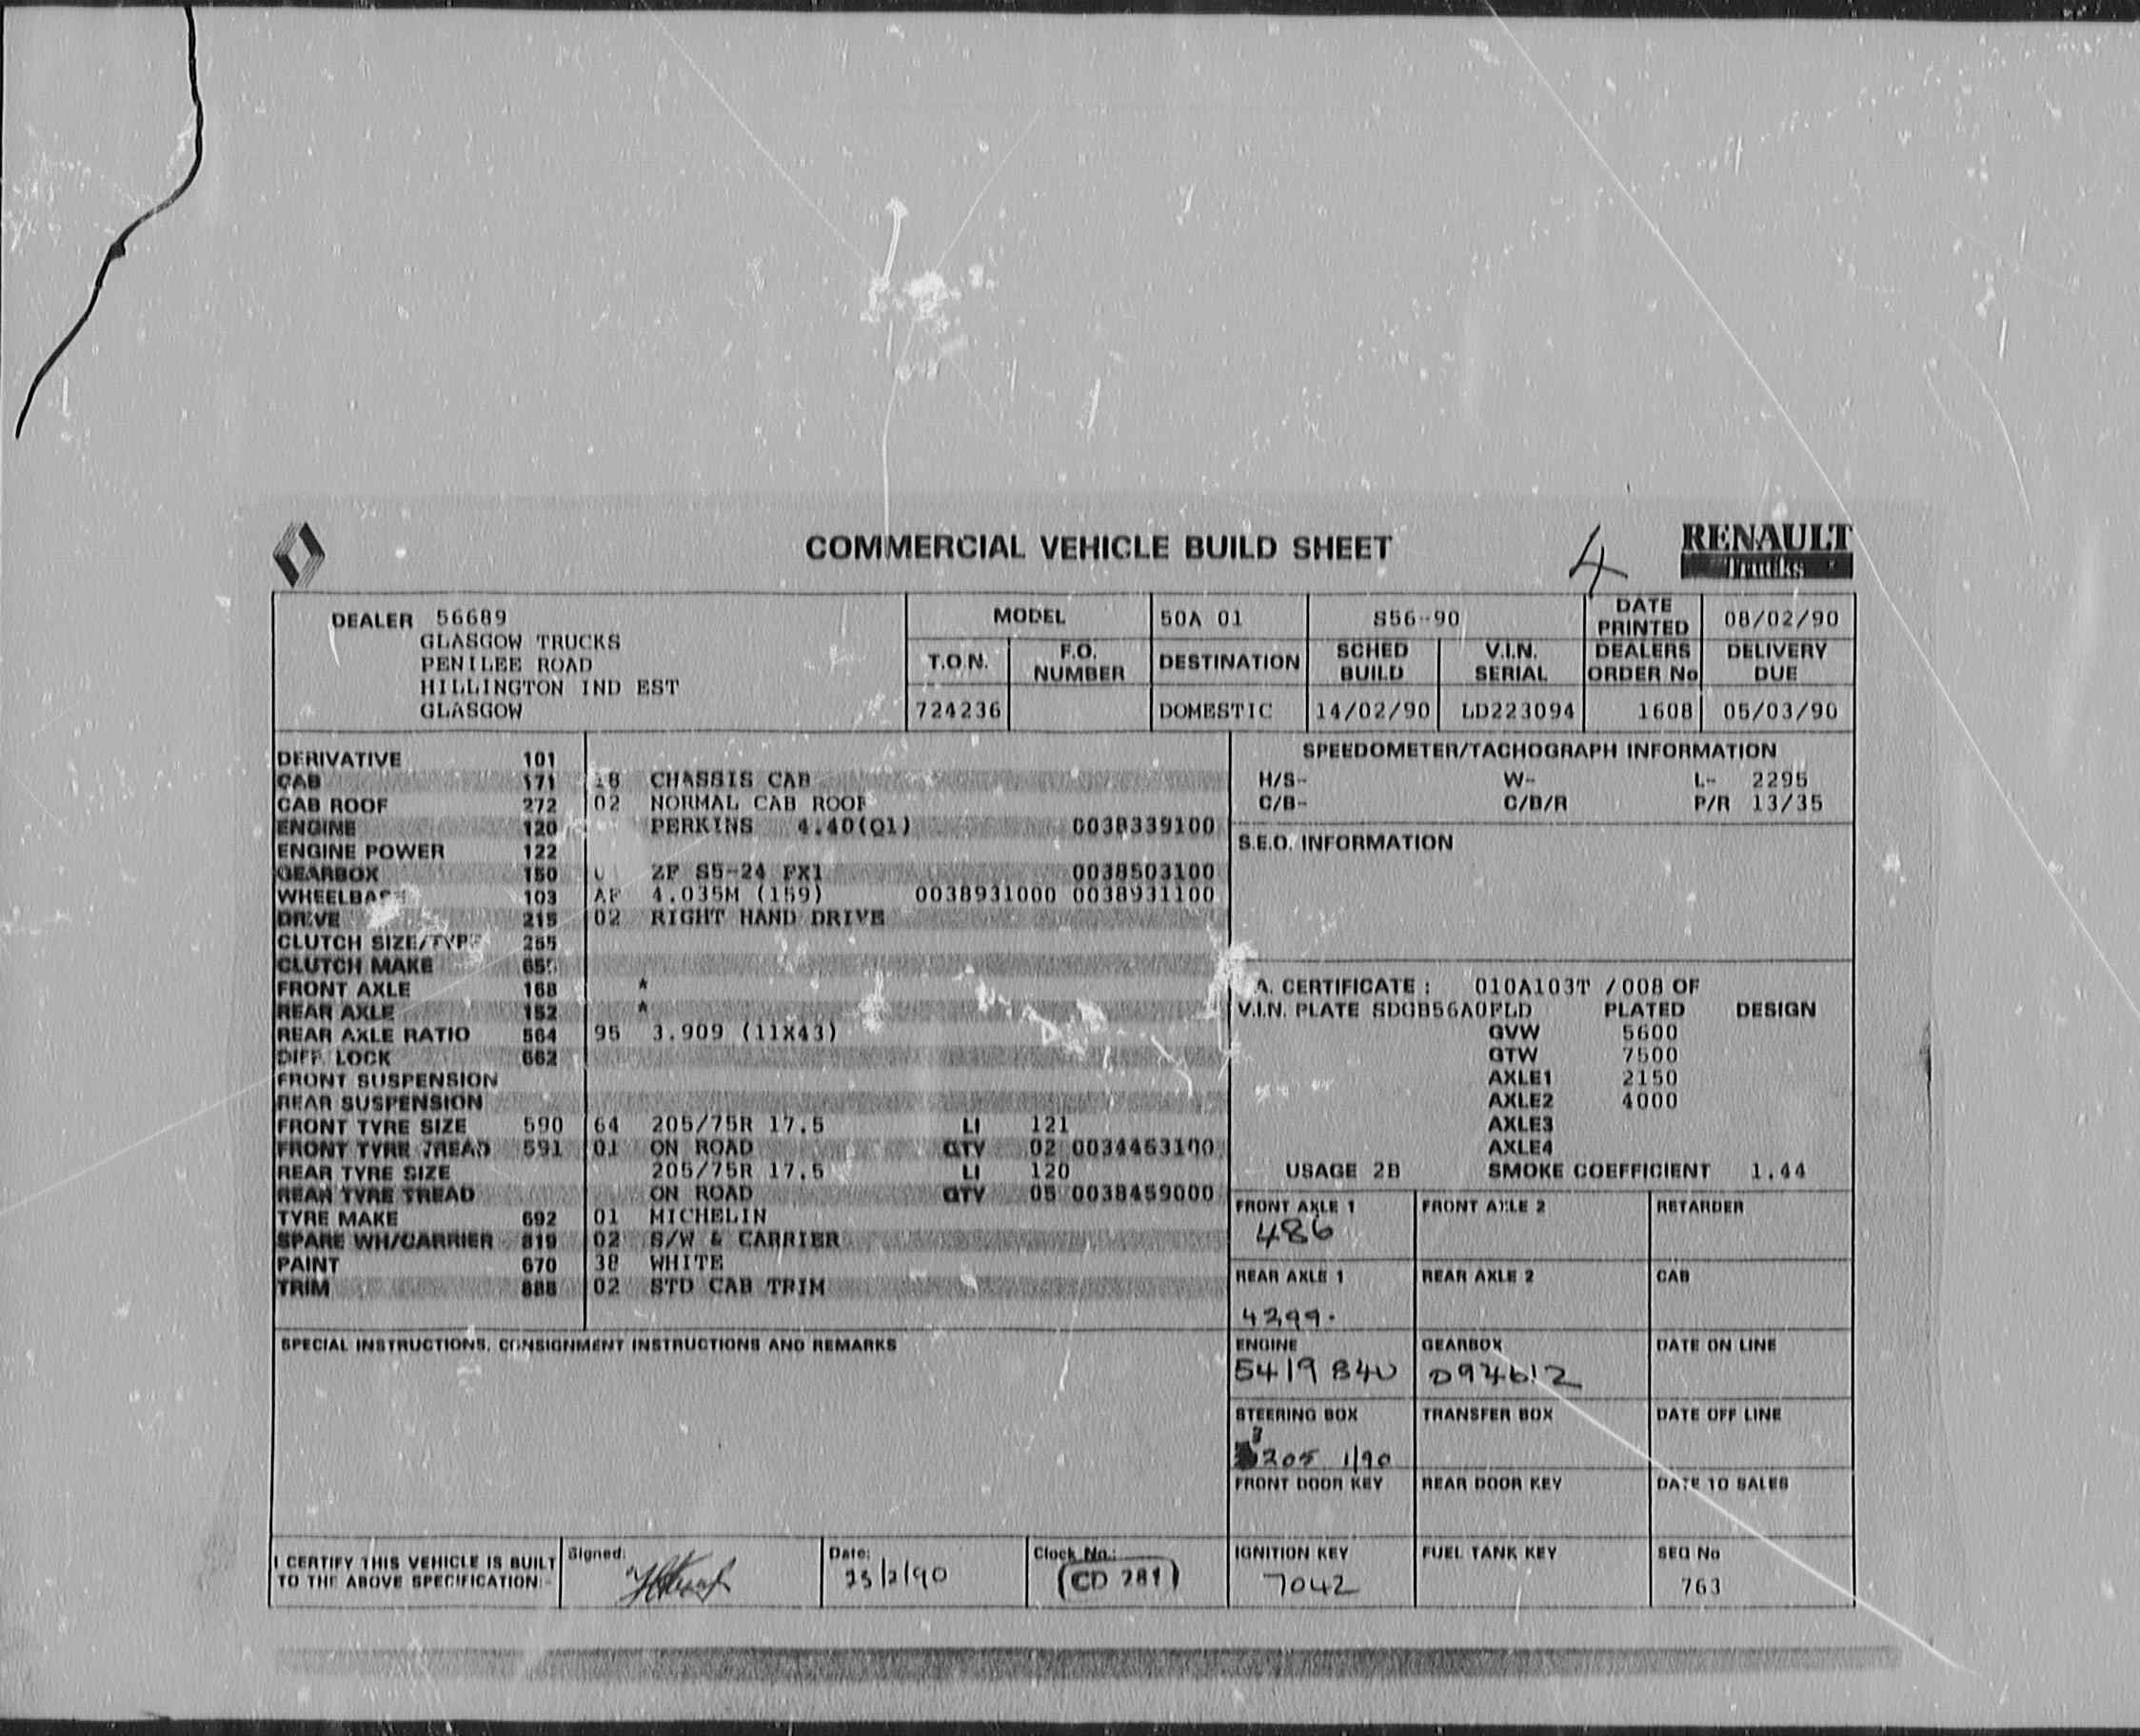 COMMERCIAL VEHICLE BUILD SHEET
4
RENAULT
Trucks
DEALER 56689
GLASGOW TRUCKS
PENILEE ROAD
HILLINGTON IND EST
GLASGOW
MODEL 50A 01 S56-90 DATE PRINTED 08/02/90
T.O.N. F.O. NUMBER DESTINATION SCHED BUILD V.I.N. SERIAL DEALERS ORDER No DELIVERY DUE
724236 DOMESTIC 14/02/90 LD223094 1608 05/03/90
DERIVATIVE 101
CAB 171 18 CHASSIS CAB
CAB ROOF 272 02 NORMAL CAB ROOF
ENGINE 120 PERKINS 4.40(Q1) 0038339100
ENGINE POWER 122
GEARBOX 150 ZF S5-24 PX1 0038503100
WHEELBASE 103 AF 4.035M (159) 0038931000 0038931100
DRIVE 215 02 RIGHT HAND DRIVE
CLUTCH SIZE/TYPE 255
CLUTCH MAKE
FRONT AXLE 168 *
REAR AXLE 152 *
REAR AXLE RATIO 564 95 3.909 (11X43)
DIFF. LOCK 662
FRONT SUSPENSION
REAR SUSPENSION
FRONT TYRE SIZE 590 64 205/75R 17.5 LI 121
FRONT TYRE TREAD 591 01 ON ROAD QTY 02 0034463100
REAR TYRE SIZE 205/75R 17.5 LI 120
REAR TYRE TREAD ON ROAD QTY 05 0038459000
TYRE MAKE 692 01 MICHELIN
SPARE WH/CARRIER 819 02 S/W & CARRIER
PAINT 670 38 WHITE
TRIM 888 02 STD CAB TRIM
SPEEDOMETER/TACHOGRAPH INFORMATION
H/S- W- L- 2295
C/B- C/B/R P/R 13/35
S.E.O. INFORMATION
A. CERTIFICATE : 010A103T /008 OF
V.I.N. PLATE SDGB56A0FLD PLATED DESIGN
GVW 5600
GTW 7500
AXLE1 2150
AXLE2 4000
AXLE3
AXLE4
USAGE 2B SMOKE COEFFICIENT 1.44
FRONT AXLE 1 FRONT AXLE 2 RETARDER
486
REAR AXLE 1 REAR AXLE 2 CAB
4299.
ENGINE GEARBOX DATE ON LINE
D94612
STEERING BOX TRANSFER BOX DATE OFF LINE
205 1/90
FRONT DOOR KEY REAR DOOR KEY DATE TO SALES
IGNITION KEY FUEL TANK KEY SEQ No
7042 763
SPECIAL INSTRUCTIONS, CONSIGNMENT INSTRUCTIONS AND REMARKS
I CERTIFY THIS VEHICLE IS BUILT
TO THE ABOVE SPECIFICATION:-
Signed:
Date:
23/2/90
Clock No.:
CD 281